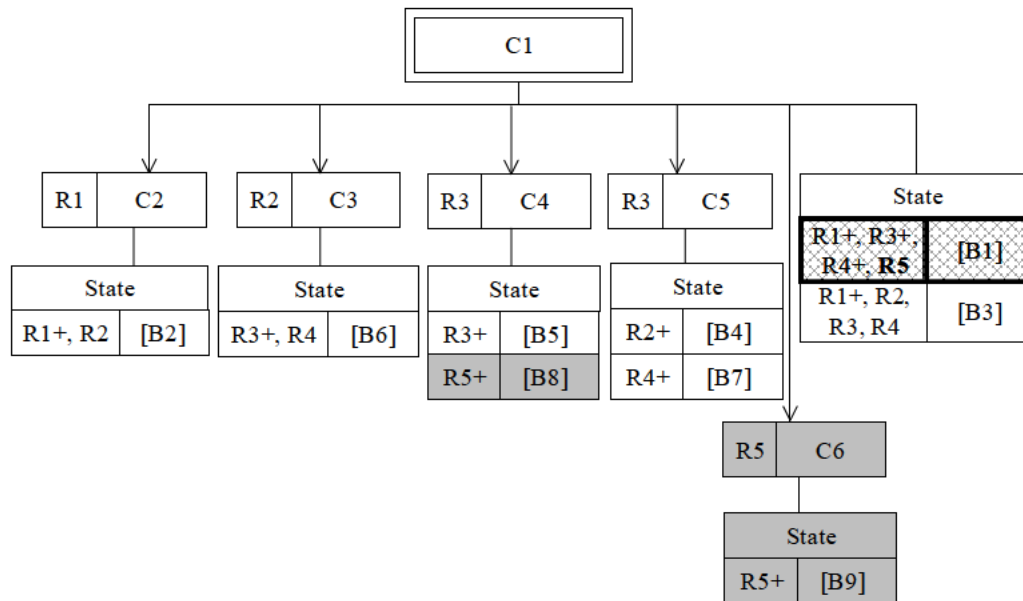 C1
R1 C2
R2 C3
R3 C4
R3 C5
State
R1+, R3+,
R4+, R5
[B1]
R1+, R2,
R3, R4
[B3]
State
R1+, R2 [B2]
State
R3+, R4 [B6]
State
R3+ [B5]
R5+ [B8]
State
R2+ [B4]
R4+ [B7]
R5 C6
State
R5+ [B9]